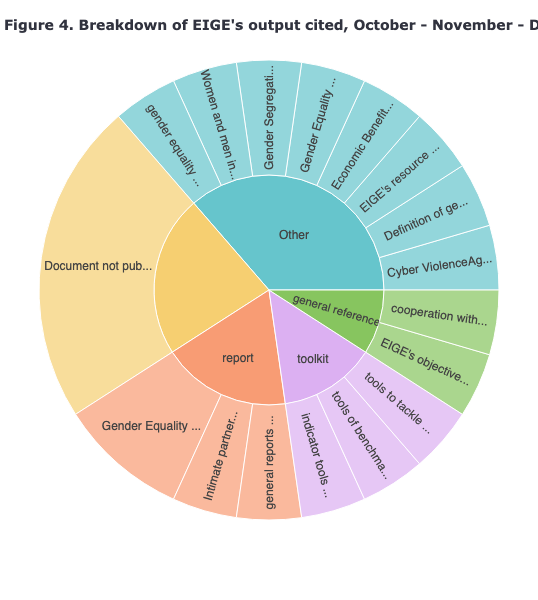 Figure 4. Breakdown of EIGE's output cited, October - November - D
gender equality ...
Women and men in...
Gender Segregati...
Gender Equality ...
Economic Benefit...
EIGE's resource ...
Definition of ge...
Cyber ViolenceAg...
Other
Document not pub...
general reference
cooperation with...
EIGE's objective...
report
toolkit
Gender Equality ...
Intimate partner...
general reports ...
indicator tools ...
tools of benchma...
tools to tackle ...